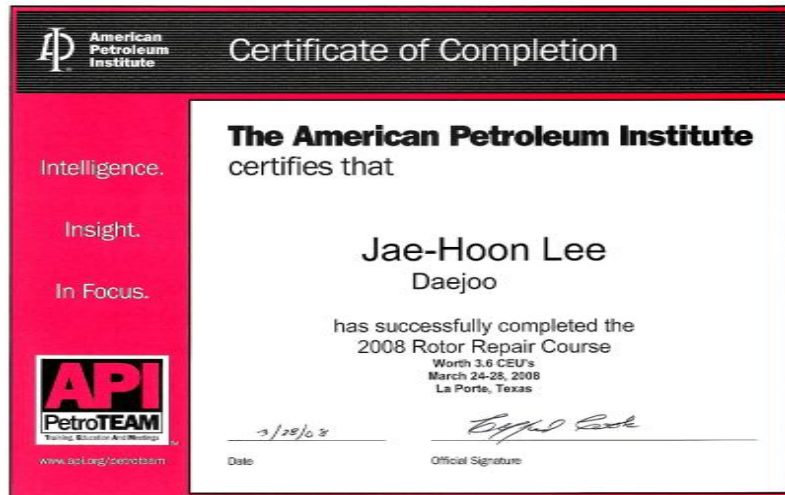 American
Petroleum
Institute
Certificate of Completion
Intelligence.
Insight.
In Focus.
API
PetroTEAM
Training, Education And Meetings
www.api.org/petroteam
The American Petroleum Institute
certifies that
Jae-Hoon Lee
Daejoo
has successfully completed the
2008 Rotor Repair Course
Worth 3.6 CEU's
March 24-28, 2008
La Porte, Texas
3/28/08
Date
Official Signature